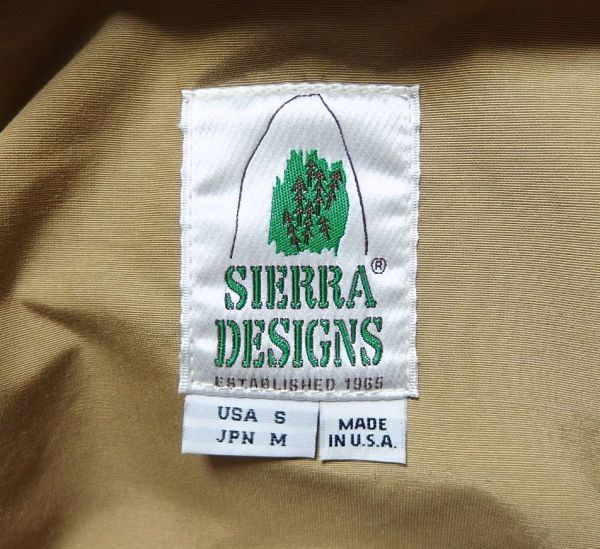 SIERRA®
DESIGNS
ESTABLISHED 1965
USA S
JPN M
MADE
IN U.S.A.